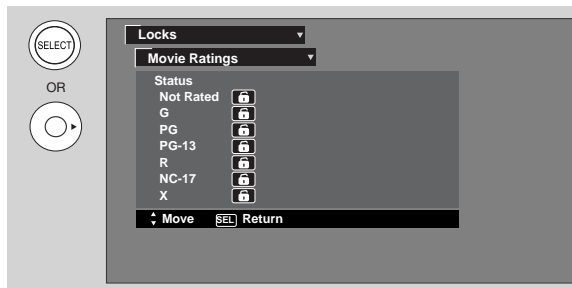 SELECT
OR
Locks
Movie Ratings
Status
Not Rated
G
PG
PG-13
R
NC-17
X
Move SEL Return